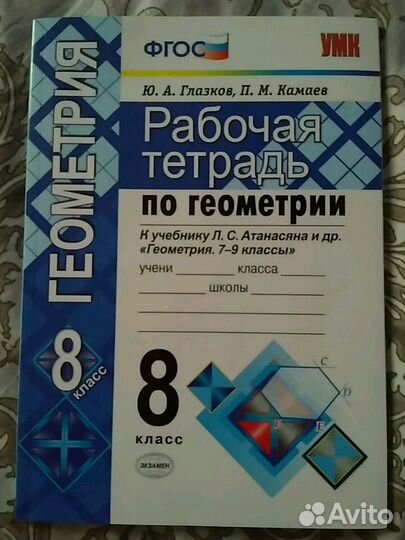 ФГОС
УМК
Ю. А. Глазков, П. М. Камаев
Рабочая
тетрадь
по геометрии
К учебнику Л. С. Атанасяна и др.
«Геометрия. 7–9 классы»
учени класса
школы
ГЕОМЕТРИЯ
8
класс
8
класс
ЭКЗАМЕН
C
D
E
Avito